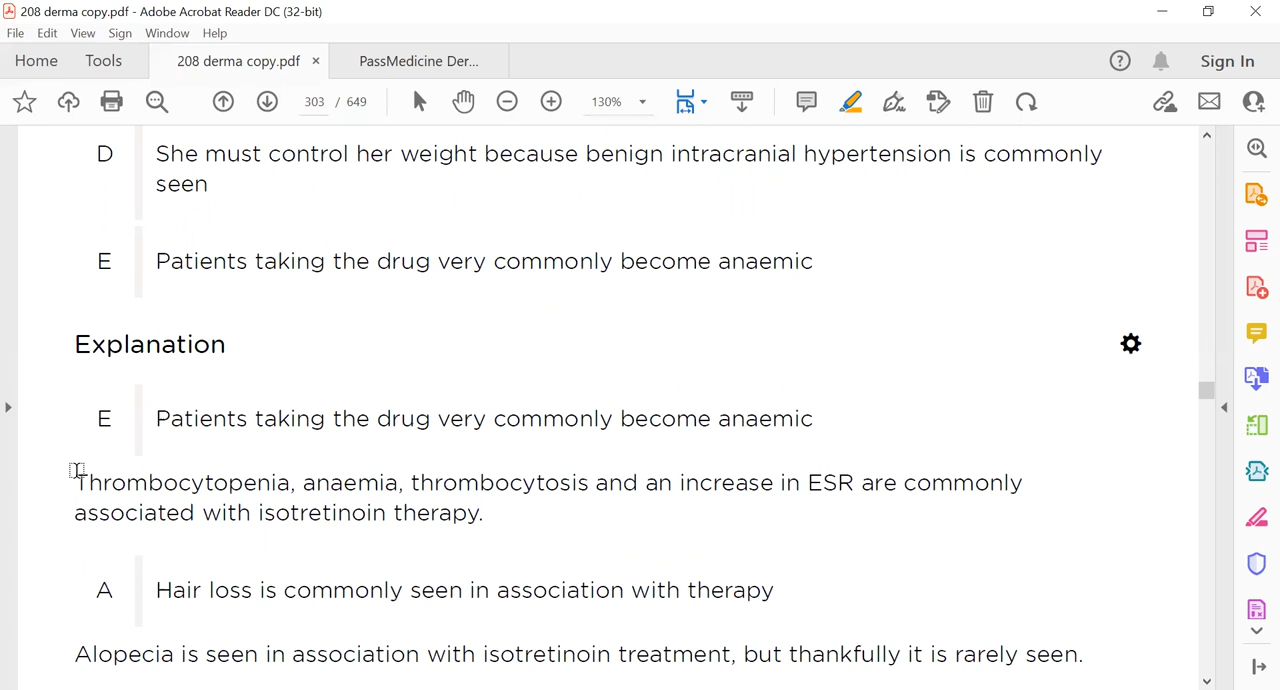 208 derma copy.pdf - Adobe Acrobat Reader DC (32-bit)
File Edit View Sign Window Help
Home Tools 208 derma copy.pdf × PassMedicine Der... Sign In
303 / 649 130%
D She must control her weight because benign intracranial hypertension is commonly
seen
E Patients taking the drug very commonly become anaemic
Explanation
E Patients taking the drug very commonly become anaemic
Thrombocytopenia, anaemia, thrombocytosis and an increase in ESR are commonly
associated with isotretinoin therapy.
A Hair loss is commonly seen in association with therapy
Alopecia is seen in association with isotretinoin treatment, but thankfully it is rarely seen.